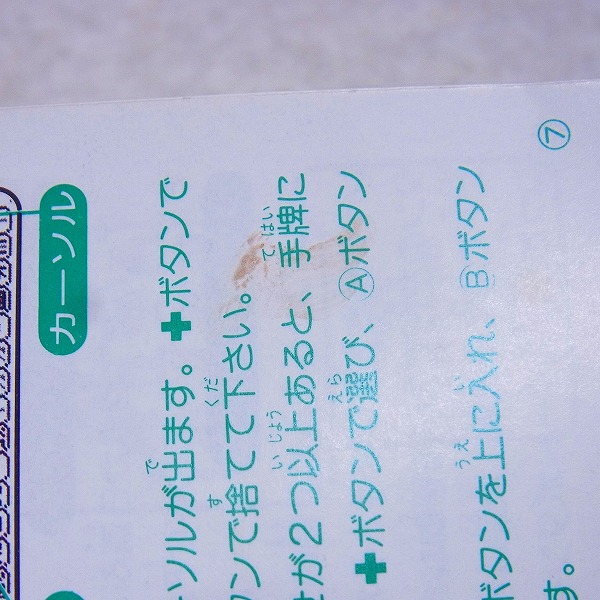 カーソル
ソルが出ます。✚ボタンで
ンで捨てて下さい。
が2つ以上あると、手牌に
✚ボタンで選び、Ⓐボタン
ボタンを上に入れ、Ⓑボタン
す。
⑦